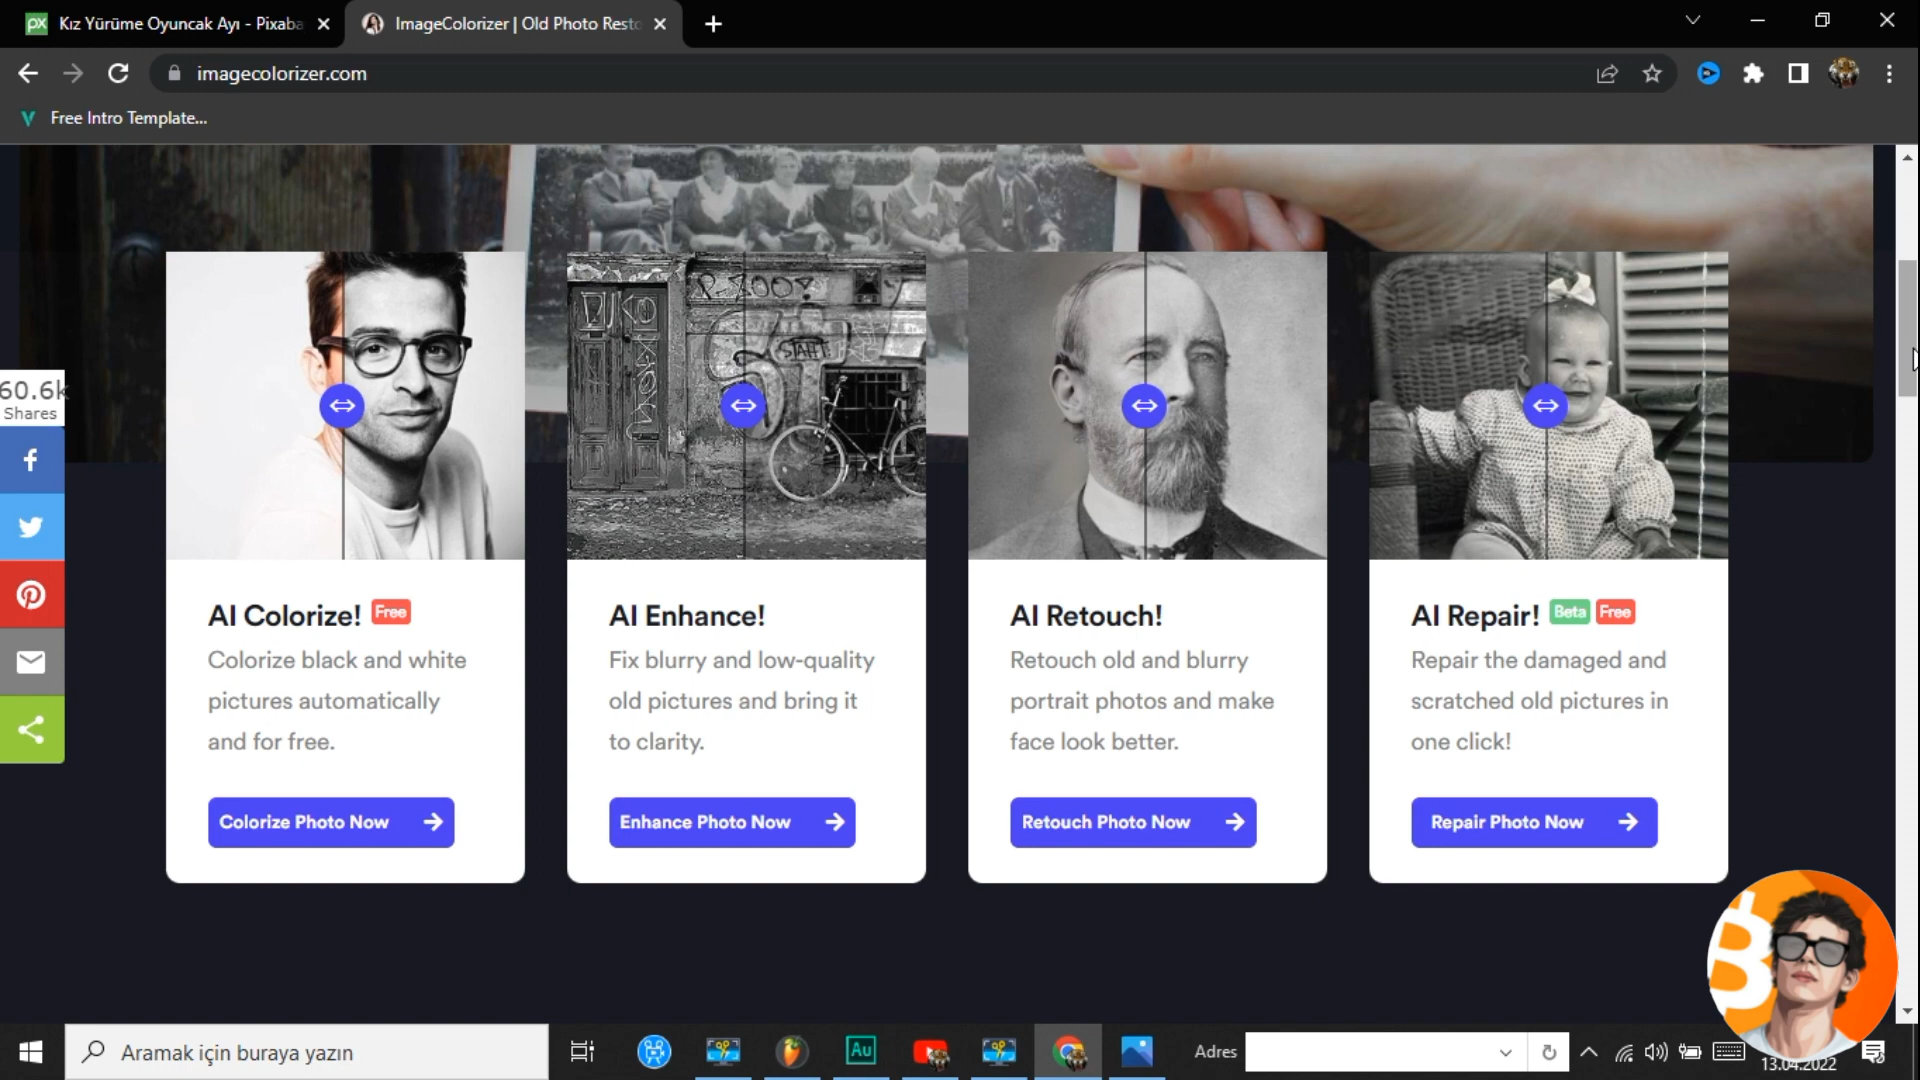 Kız Yürüme Oyuncak Ayı - Pixaba
ImageColorizer | Old Photo Resto
imagecolorizer.com
Free Intro Template...
60.6k
Shares
AI Colorize! Free
Colorize black and white
pictures automatically
and for free.
Colorize Photo Now
AI Enhance!
Fix blurry and low-quality
old pictures and bring it
to clarity.
Enhance Photo Now
AI Retouch!
Retouch old and blurry
portrait photos and make
face look better.
Retouch Photo Now
AI Repair! Beta Free
Repair the damaged and
scratched old pictures in
one click!
Repair Photo Now
Aramak için buraya yazın
Au
Adres
13.04.2022